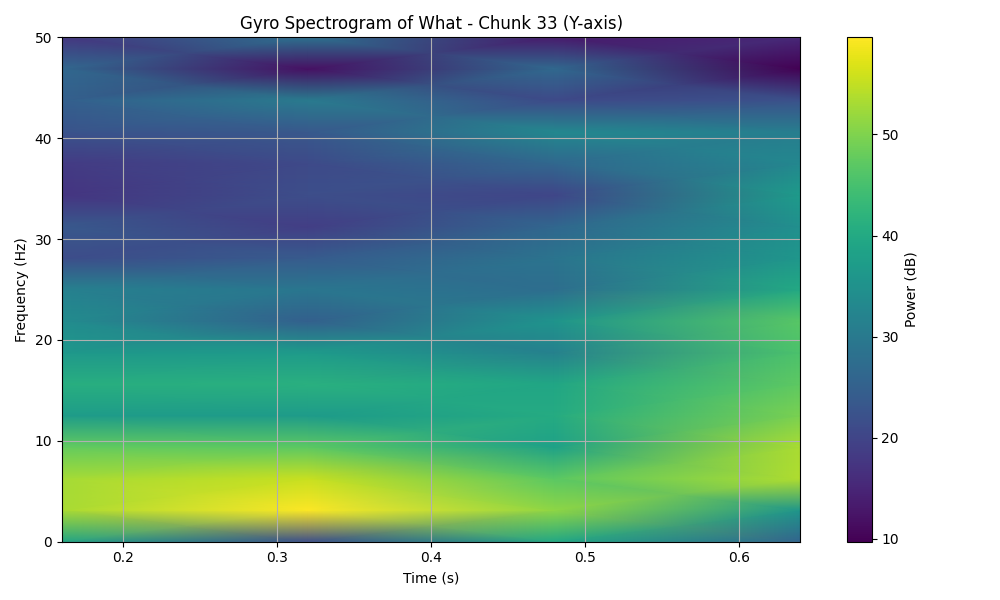 Gyro Spectrogram of What - Chunk 33 (Y-axis)
50
40
30
20
10
0
Frequency (Hz)
0.2 0.3 0.4 0.5 0.6
Time (s)
50
40
30
20
10
Power (dB)